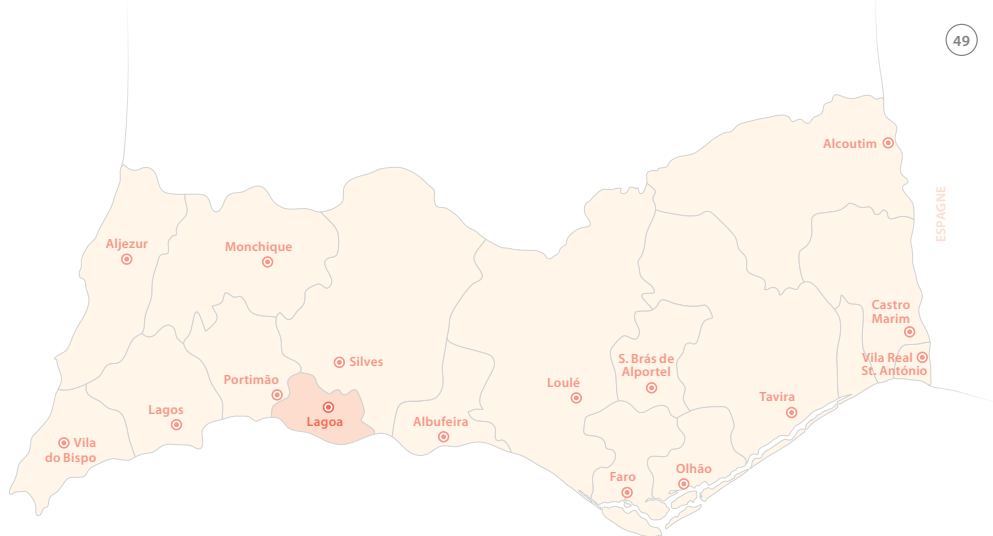 49
Alcoutim
ESPAGNE
Aljezur
Monchique
Castro
Marim
Silves
Vila Real
St. António
S. Brás de
Alportel
Portimão
Loulé
Tavira
Lagos
Lagoa
Albufeira
Vila
do Bispo
Faro
Olhão